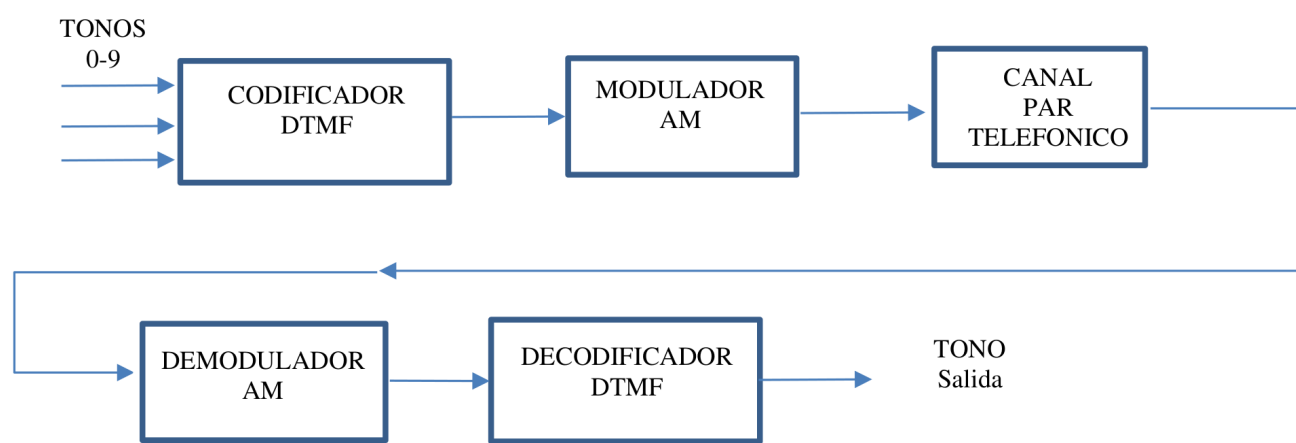 TONOS
0-9
CODIFICADOR
DTMF
MODULADOR
AM
CANAL
PAR
TELEFONICO
DEMODULADOR
AM
DECODIFICADOR
DTMF
TONO
Salida